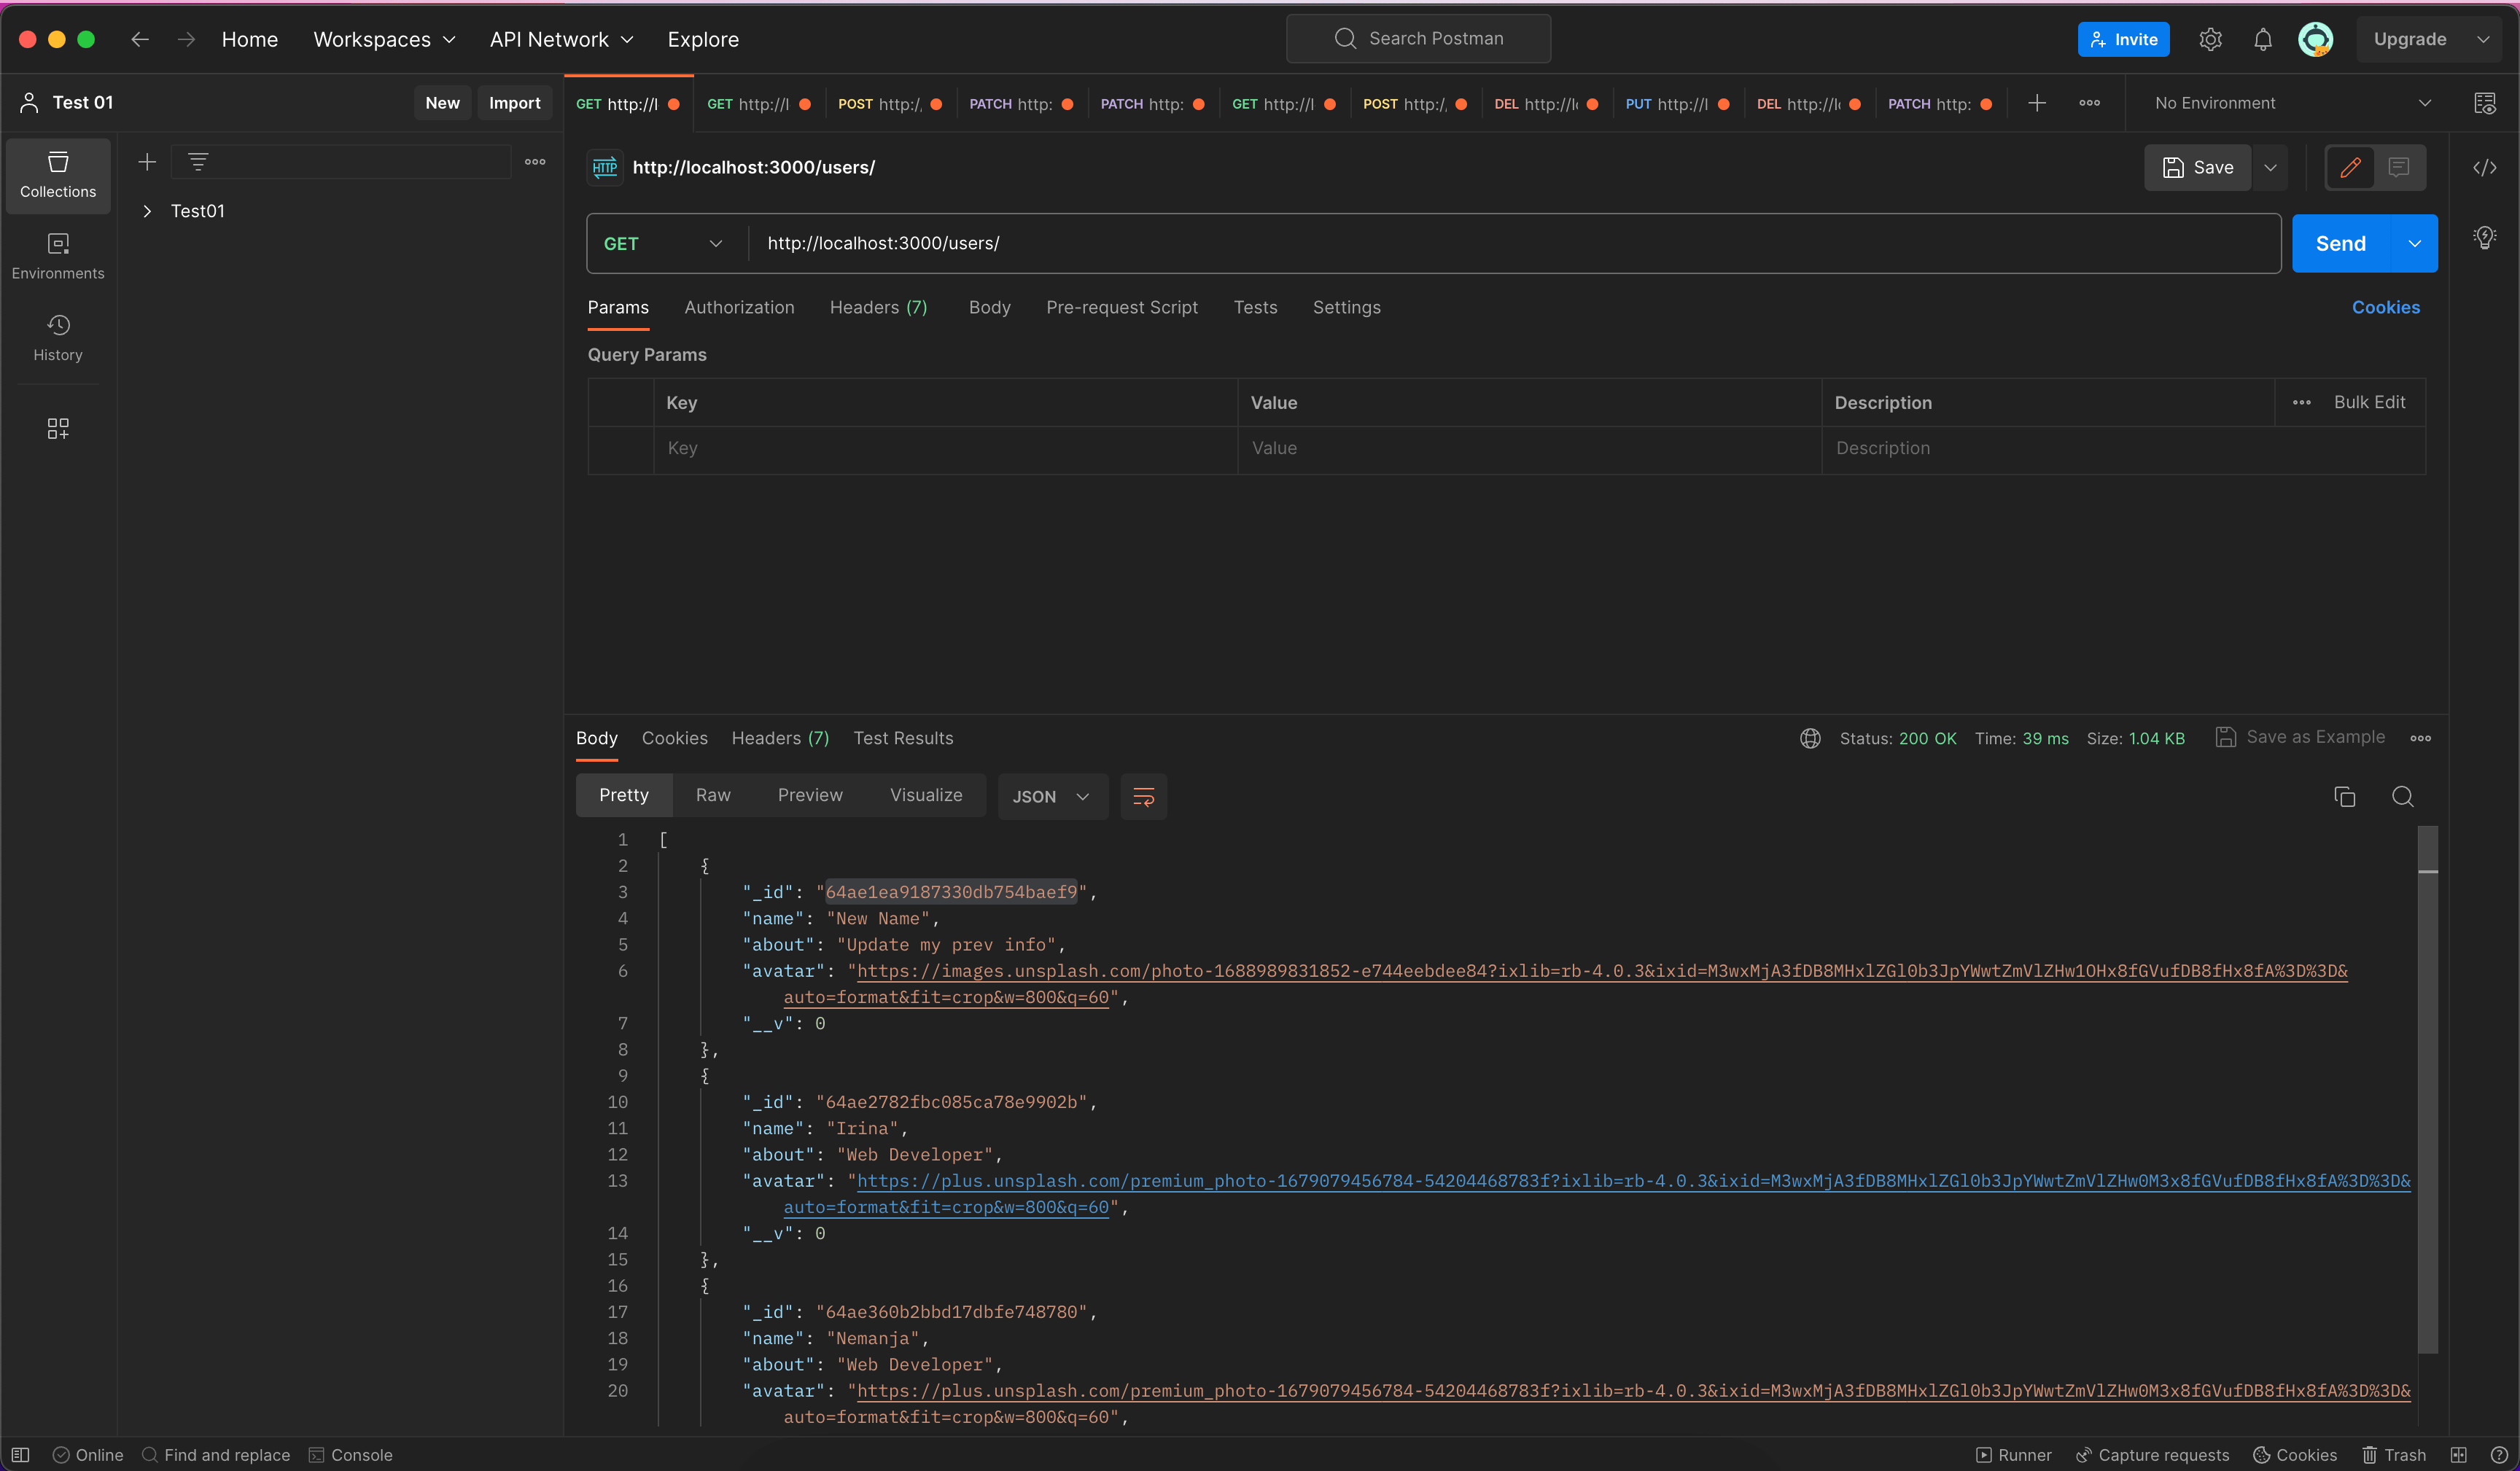 Home Workspaces API Network Explore Search Postman Invite Upgrade
Test 01 New Import
GET http://l GET http://l POST http:/, PATCH http: PATCH http: GET http://l POST http:/, DEL http://lo PUT http://l DEL http://lo PATCH http: No Environment
Collections
Environments
History
Test01
HTTP http://localhost:3000/users/ Save
GET http://localhost:3000/users/ Send
Params Authorization Headers (7) Body Pre-request Script Tests Settings Cookies
Query Params
Key Value Description Bulk Edit
Key Value Description
Body Cookies Headers (7) Test Results Status: 200 OK Time: 39 ms Size: 1.04 KB Save as Example
Pretty Raw Preview Visualize JSON
1 [
2 {
3 "_id": "64ae1ea9187330db754baef9",
4 "name": "New Name",
5 "about": "Update my prev info",
6 "avatar": "https://images.unsplash.com/photo-1688989831852-e744eebdee84?ixlib=rb-4.0.3&ixid=M3wxMjA3fDB8MHxlZGl0b3JpYWwtZmVlZHw1OHx8fGVufDB8fHx8fA%3D%3D&
auto=format&fit=crop&w=800&q=60",
7 "__v": 0
8 },
9 {
10 "_id": "64ae2782fbc085ca78e9902b",
11 "name": "Irina",
12 "about": "Web Developer",
13 "avatar": "https://plus.unsplash.com/premium_photo-1679079456784-54204468783f?ixlib=rb-4.0.3&ixid=M3wxMjA3fDB8MHxlZGl0b3JpYWwtZmVlZHw0M3x8fGVufDB8fHx8fA%3D%3D&
auto=format&fit=crop&w=800&q=60",
14 "__v": 0
15 },
16 {
17 "_id": "64ae360b2bbd17dbfe748780",
18 "name": "Nemanja",
19 "about": "Web Developer",
20 "avatar": "https://plus.unsplash.com/premium_photo-1679079456784-54204468783f?ixlib=rb-4.0.3&ixid=M3wxMjA3fDB8MHxlZGl0b3JpYWwtZmVlZHw0M3x8fGVufDB8fHx8fA%3D%3D&
auto=format&fit=crop&w=800&q=60",
Online Find and replace Console Runner Capture requests Cookies Trash